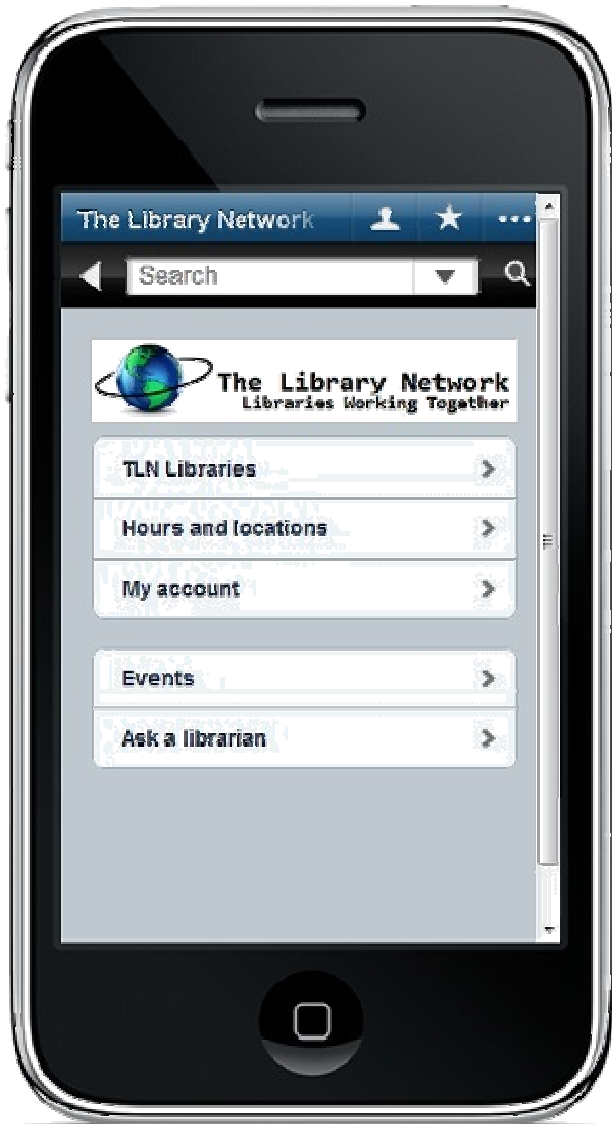 The Library Network
Search
The Library Network
Libraries Working Together
TLN Libraries
Hours and locations
My account
Events
Ask a librarian